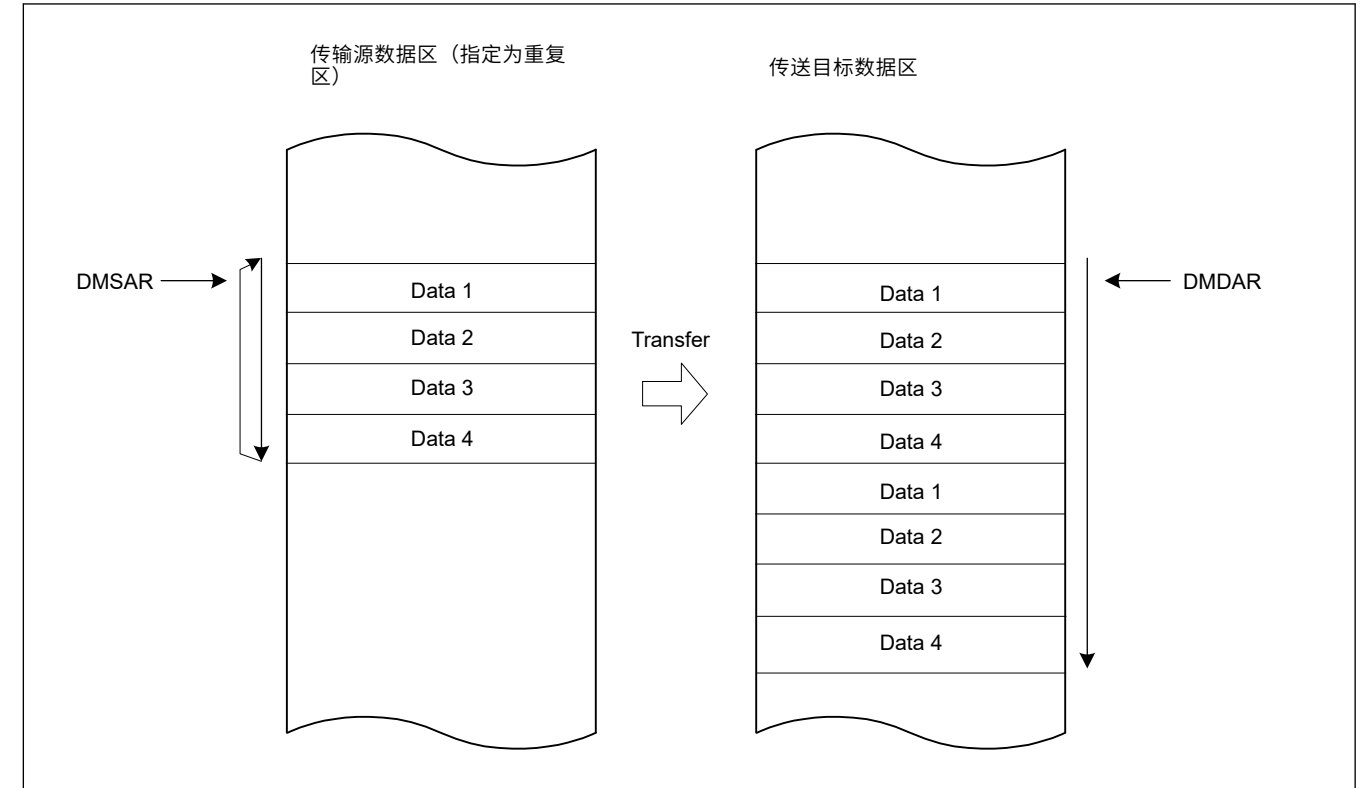 传输源数据区（指定为重复
区）
传送目标数据区
DMSAR
Data 1
Data 2
Data 3
Data 4
Transfer
Data 1
Data 2
Data 3
Data 4
Data 1
Data 2
Data 3
Data 4
DMDAR